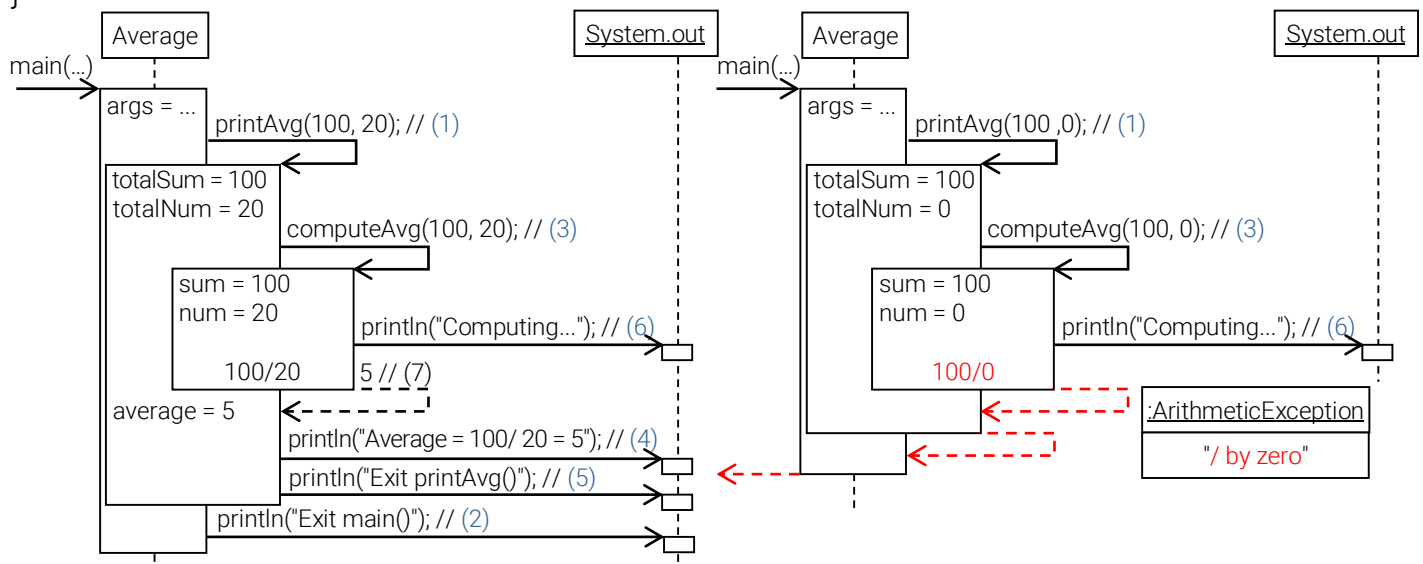 }
Average
System.out
main(...)
args = ...
printAvg(100, 20); // (1)
totalSum = 100
totalNum = 20
computeAvg(100, 20); // (3)
sum = 100
num = 20
println("Computing..."); // (6)
100/20
5 // (7)
average = 5
println("Average = 100/ 20 = 5"); // (4)
println("Exit printAvg()"); // (5)
println("Exit main()"); // (2)
Average
System.out
main(...)
args = ...
printAvg(100 ,0); // (1)
totalSum = 100
totalNum = 0
computeAvg(100, 0); // (3)
sum = 100
num = 0
println("Computing..."); // (6)
100/0
:ArithmeticException
"/ by zero"